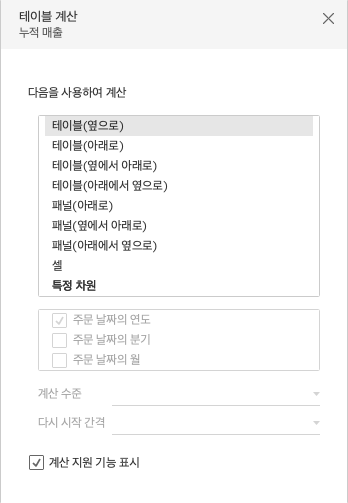 테이블 계산
누적 매출
다음을 사용하여 계산
테이블(옆으로)
테이블(아래로)
테이블(옆에서 아래로)
테이블(아래에서 옆으로)
패널(아래로)
패널(옆에서 아래로)
패널(아래에서 옆으로)
셀
특정 차원
주문 날짜의 연도
주문 날짜의 분기
주문 날짜의 월
계산 수준
다시 시작 간격
계산 지원 기능 표시